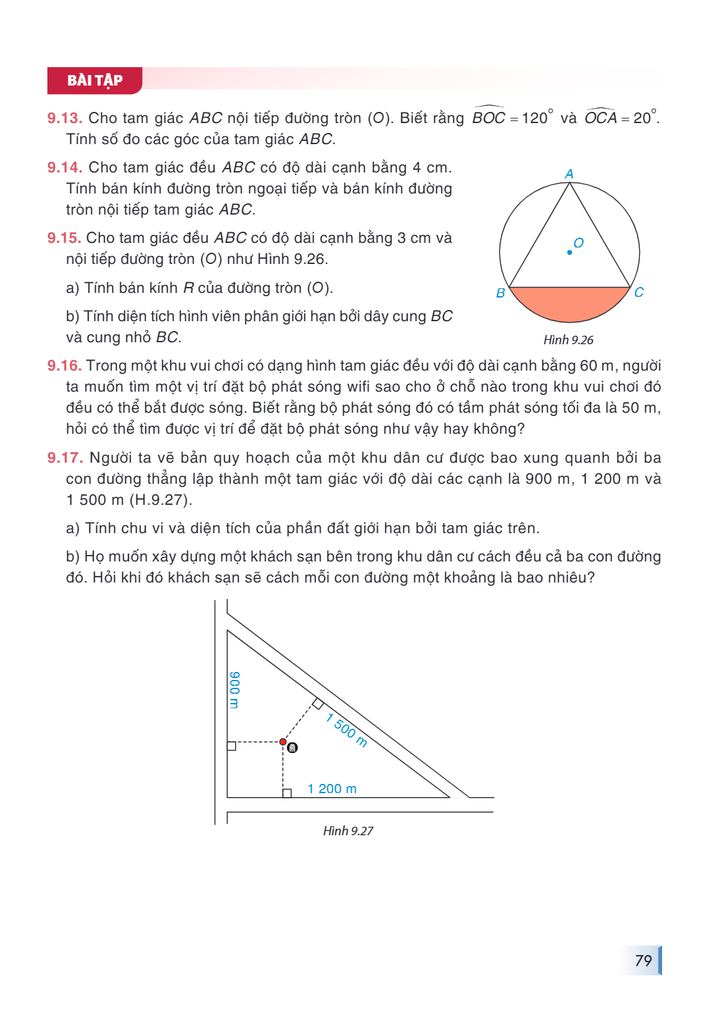 BÀI TẬP
9.13. Cho tam giác ABC nội tiếp đường tròn (O). Biết rằng BOC = 120° và OCA = 20°.
Tính số đo các góc của tam giác ABC.
9.14. Cho tam giác đều ABC có độ dài cạnh bằng 4 cm.
Tính bán kính đường tròn ngoại tiếp và bán kính đường
tròn nội tiếp tam giác ABC.
9.15. Cho tam giác đều ABC có độ dài cạnh bằng 3 cm và
nội tiếp đường tròn (O) như Hình 9.26.
a) Tính bán kính R của đường tròn (O).
b) Tính diện tích hình viên phân giới hạn bởi dây cung BC
và cung nhỏ BC.
A
O
B
C
Hình 9.26
9.16. Trong một khu vui chơi có dạng hình tam giác đều với độ dài cạnh bằng 60 m, người
ta muốn tìm một vị trí đặt bộ phát sóng wifi sao cho ở chỗ nào trong khu vui chơi đó
đều có thể bắt được sóng. Biết rằng bộ phát sóng đó có tầm phát sóng tối đa là 50 m,
hỏi có thể tìm được vị trí để đặt bộ phát sóng như vậy hay không?
9.17. Người ta vẽ bản quy hoạch của một khu dân cư được bao xung quanh bởi ba
con đường thẳng lập thành một tam giác với độ dài các cạnh là 900 m, 1 200 m và
1 500 m (H.9.27).
a) Tính chu vi và diện tích của phần đất giới hạn bởi tam giác trên.
b) Họ muốn xây dựng một khách sạn bên trong khu dân cư cách đều cả ba con đường
đó. Hỏi khi đó khách sạn sẽ cách mỗi con đường một khoảng là bao nhiêu?
900 m
1 500 m
1 200 m
Hình 9.27
79